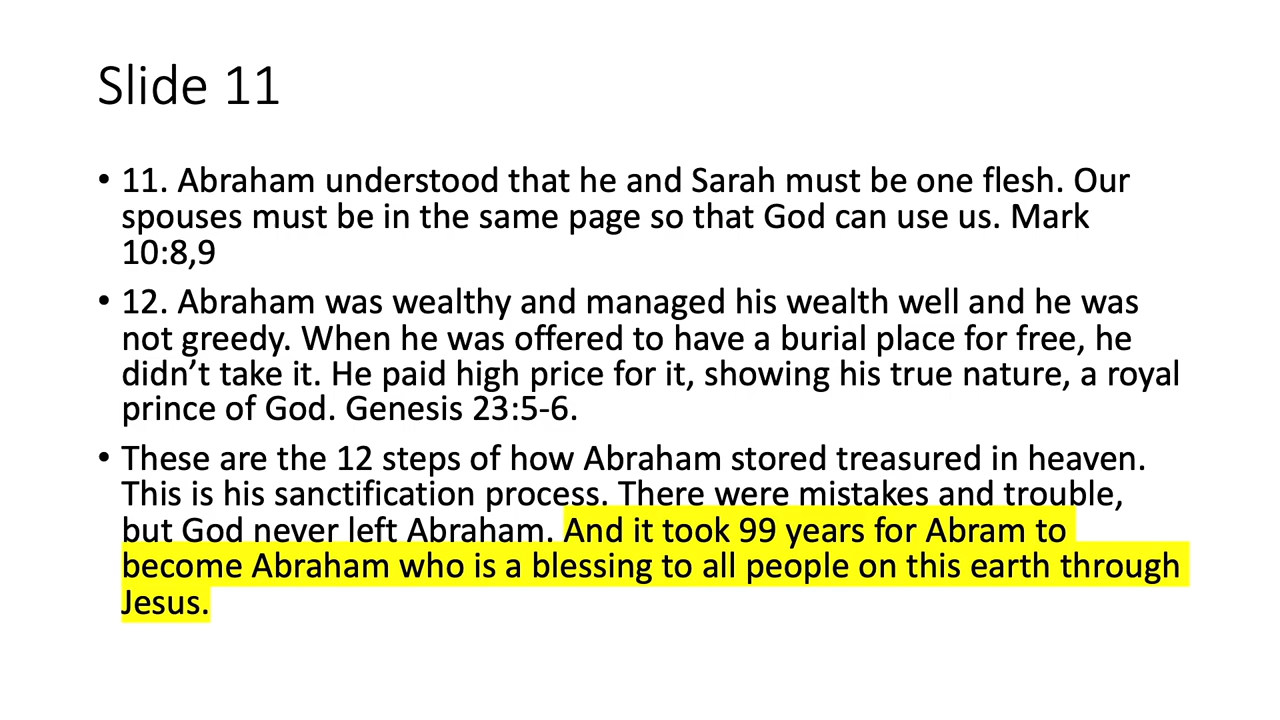 Slide 11
• 11. Abraham understood that he and Sarah must be one flesh. Our
spouses must be in the same page so that God can use us. Mark
10:8,9
• 12. Abraham was wealthy and managed his wealth well and he was
not greedy. When he was offered to have a burial place for free, he
didn’t take it. He paid high price for it, showing his true nature, a royal
prince of God. Genesis 23:5-6.
• These are the 12 steps of how Abraham stored treasured in heaven.
This is his sanctification process. There were mistakes and trouble,
but God never left Abraham. And it took 99 years for Abram to
become Abraham who is a blessing to all people on this earth through
Jesus.